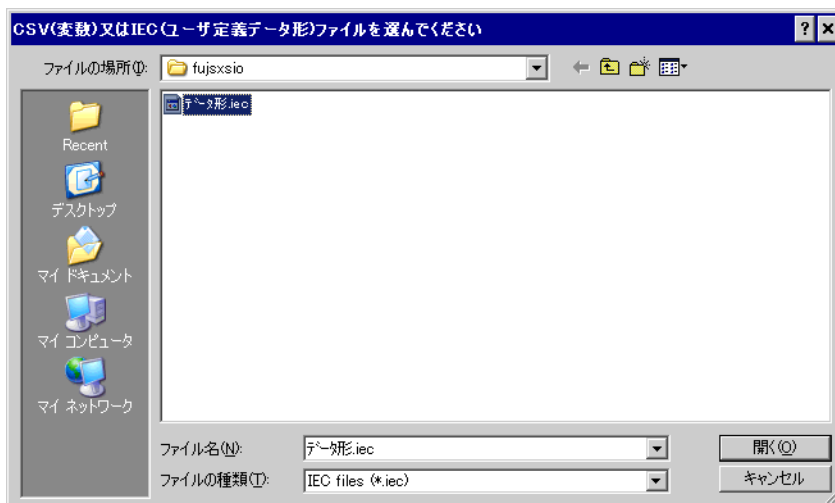 CSV(変数)又はIEC(ユーザ定義データ形)ファイルを選んでください
ファイルの場所(I):
fujsxsio
ﾃﾞｰﾀ形.iec
Recent
デスクトップ
マイ ドキュメント
マイ コンピュータ
マイ ネットワーク
ファイル名(N):
ﾃﾞｰﾀ形.iec
開く(O)
ファイルの種類(T):
IEC files (*.iec)
キャンセル